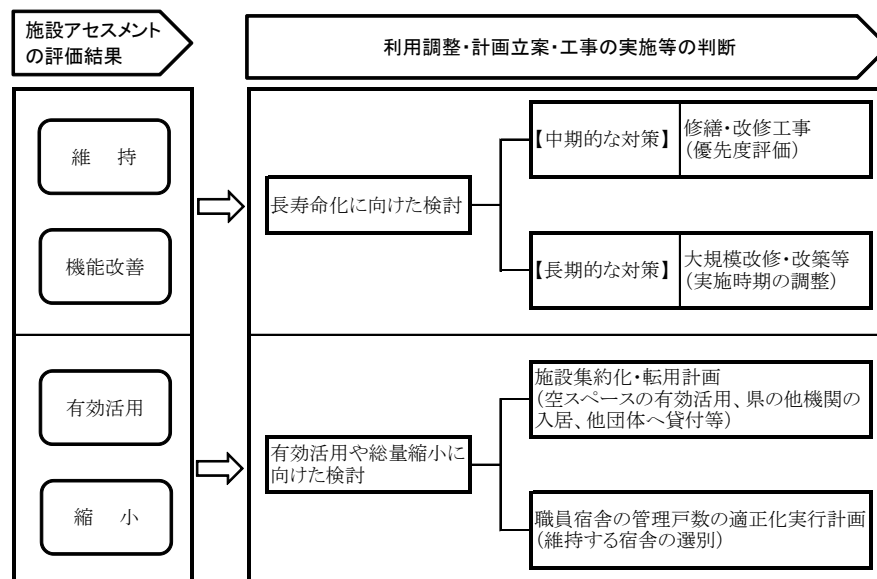 施設アセスメント
の評価結果
利用調整・計画立案・工事の実施等の判断
維　持
機能改善
長寿命化に向けた検討
【中期的な対策】
修繕・改修工事
（優先度評価）
【長期的な対策】
大規模改修・改築等
（実施時期の調整）
有効活用
縮　小
有効活用や総量縮小に
向けた検討
施設集約化・転用計画
（空スペースの有効活用、県の他機関の
入居、他団体へ貸付等）
職員宿舎の管理戸数の適正化実行計画
（維持する宿舎の選別）